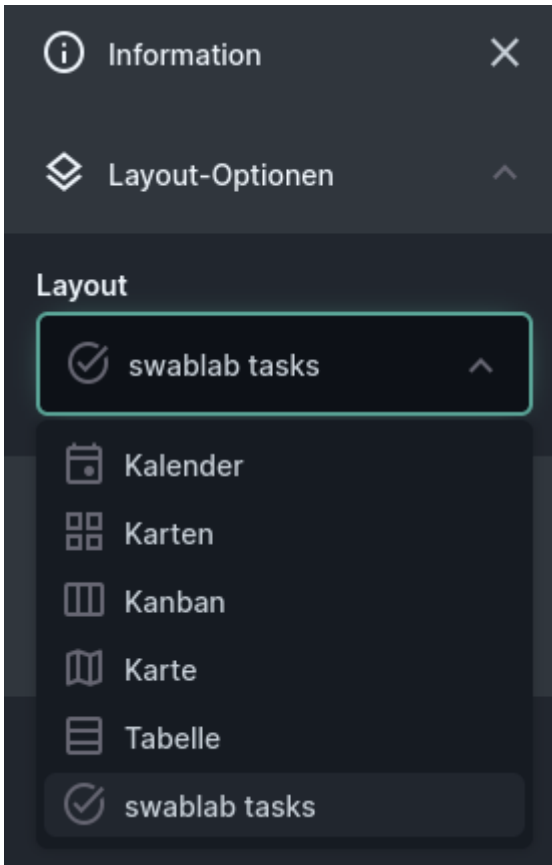 Information
Layout-Optionen
Layout
swablab tasks
Kalender
Karten
Kanban
Karte
Tabelle
swablab tasks